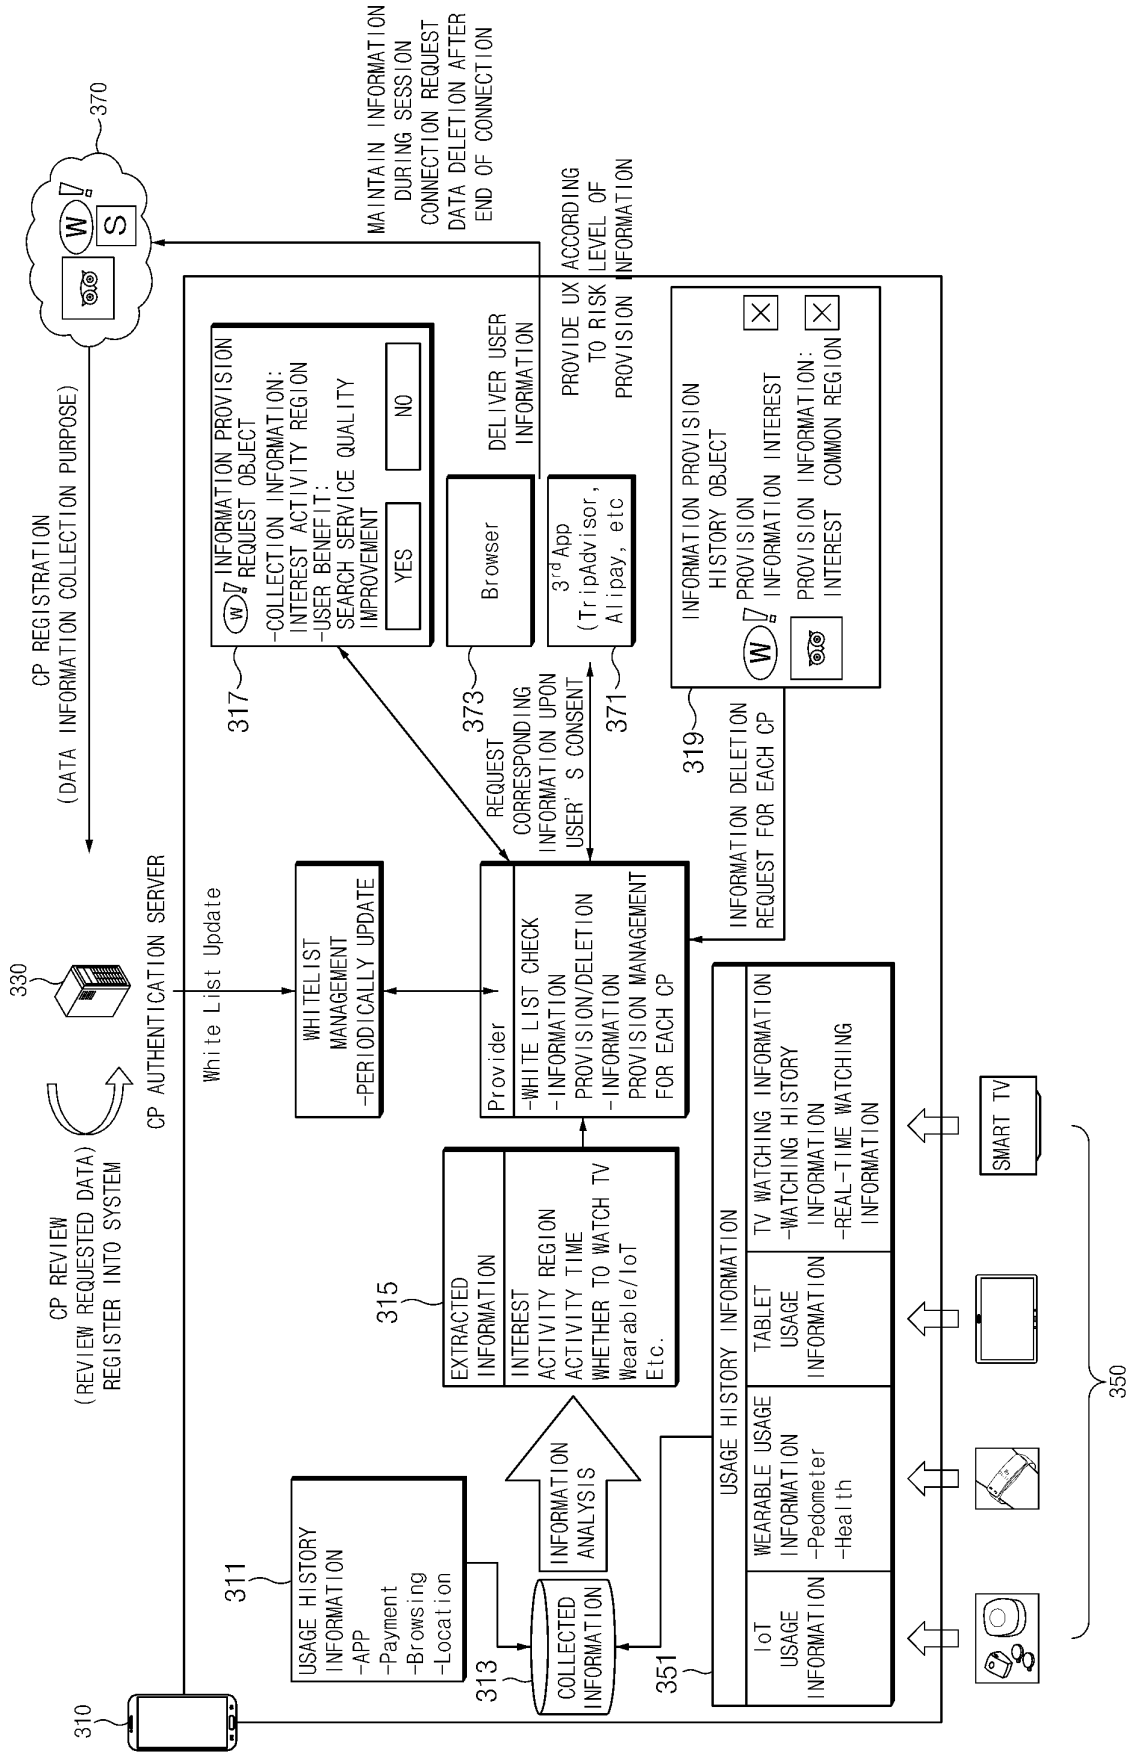 310
CP REVIEW
(REVIEW REQUESTED DATA)
REGISTER INTO SYSTEM
330
CP AUTHENTICATION SERVER
White List Update
CP REGISTRATION
(DATA INFORMATION COLLECTION PURPOSE)
370
W
!
S
MAINTAIN INFORMATION
DURING SESSION
CONNECTION REQUEST
DATA DELETION AFTER
END OF CONNECTION
311
USAGE HISTORY
INFORMATION
-APP
-Payment
-Browsing
-Location
313
COLLECTED
INFORMATION
INFORMATION
ANALYSIS
315
EXTRACTED
INFORMATION
INTEREST
ACTIVITY REGION
ACTIVITY TIME
WHETHER TO WATCH TV
Wearable/IoT
Etc.
WHITELIST
MANAGEMENT
-PERIODICALLY UPDATE
Provider
-WHITE LIST CHECK
-INFORMATION
PROVISION/DELETION
-INFORMATION
PROVISION MANAGEMENT
FOR EACH CP
317
W ! INFORMATION PROVISION
REQUEST OBJECT
-COLLECTION INFORMATION:
INTEREST ACTIVITY REGION
-USER BENEFIT:
SEARCH SERVICE QUALITY
IMPROVEMENT
YES
NO
REQUEST
CORRESPONDING
INFORMATION UPON
USER'S CONSENT
373
Browser
371
3rdApp
(TripAdvisor,
Alipay, etc
DELIVER USER
INFORMATION
PROVIDE UX ACCORDING
TO RISK LEVEL OF
PROVISION INFORMATION
319
INFORMATION PROVISION
HISTORY OBJECT
PROVISION
W ! PROVISION
INFORMATION INTEREST
PROVISION INFORMATION:
INTEREST COMMON REGION
INFORMATION DELETION
REQUEST FOR EACH CP
351
USAGE HISTORY INFORMATION
IoT
USAGE
INFORMATION
WEARABLE USAGE
INFORMATION
-Pedometer
-Health
TABLET
USAGE
INFORMATION
TV WATCHING INFORMATION
-WATCHING HISTORY
INFORMATION
-REAL-TIME WATCHING
INFORMATION
SMART TV
350